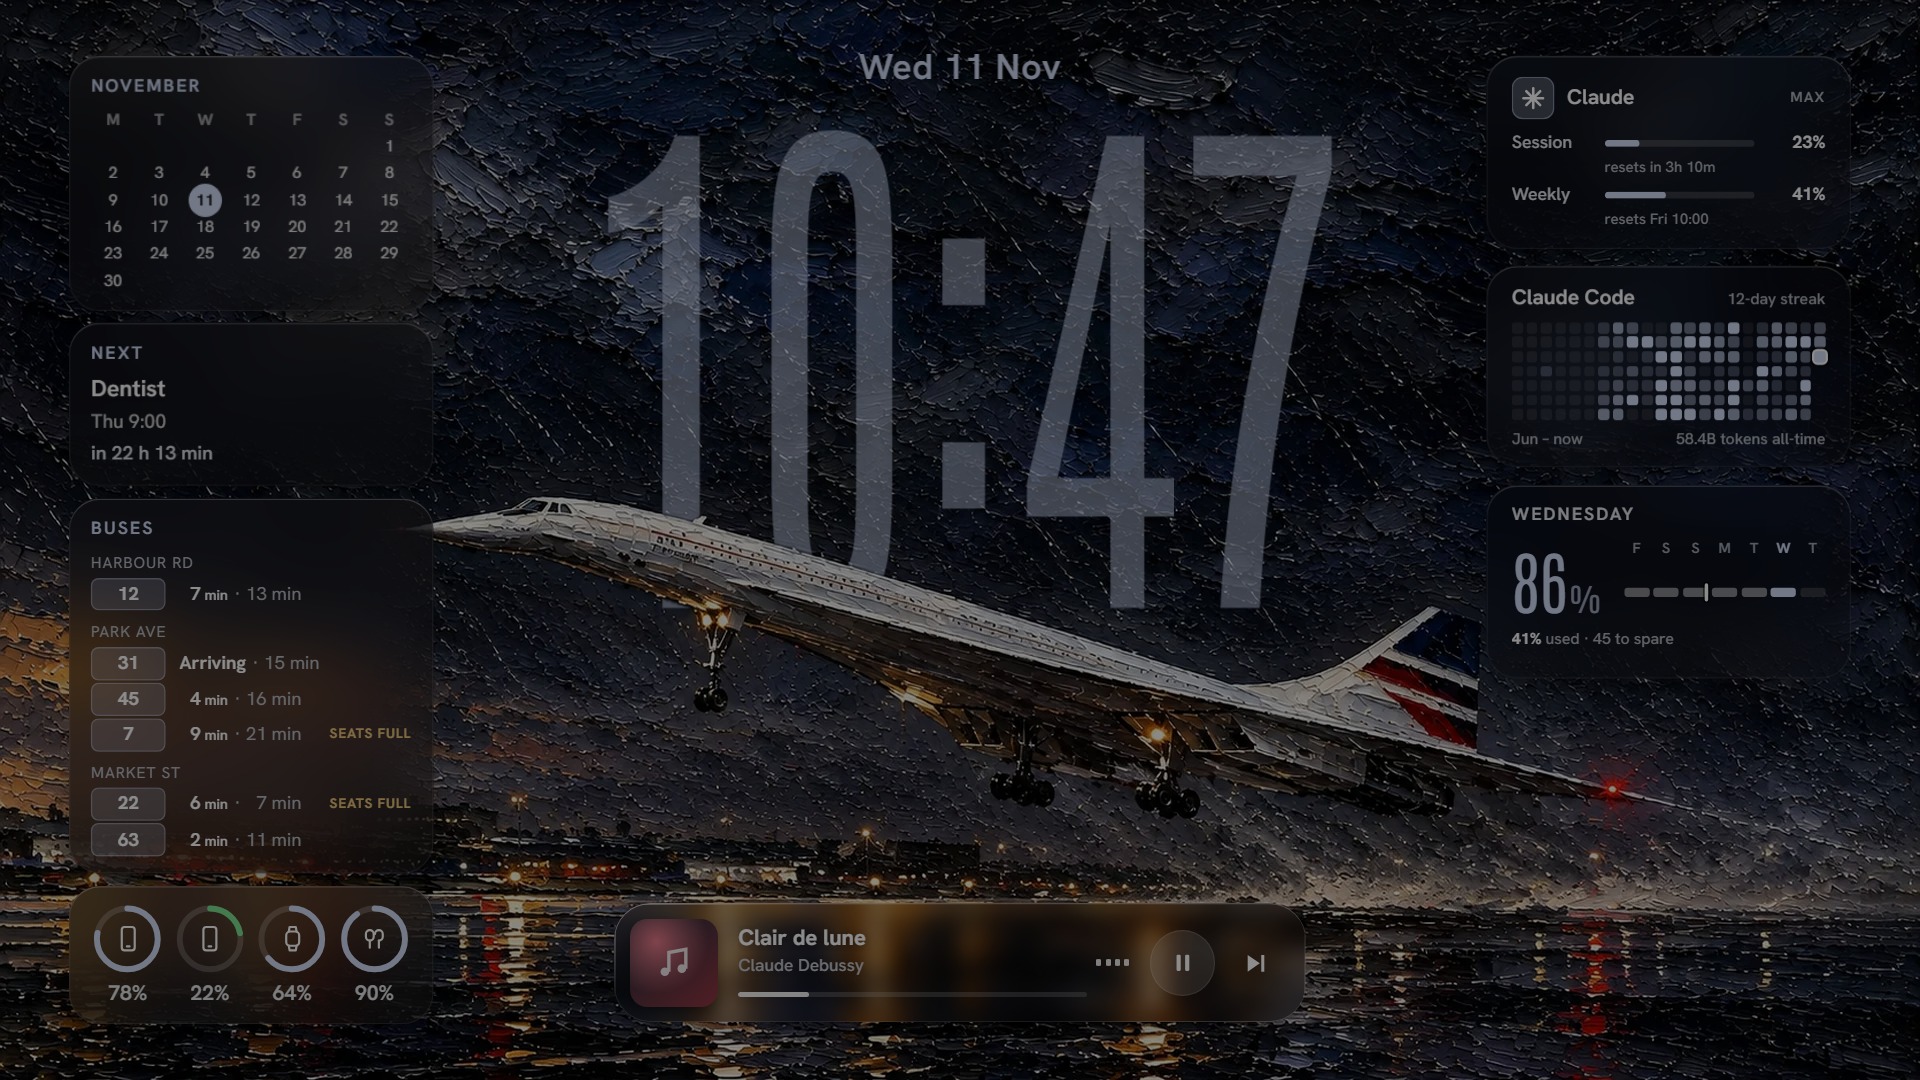 Wed 11 Nov
10:47
NOVEMBER
M T W T F S S
1
2 3 4 5 6 7 8
9 10 11 12 13 14 15
16 17 18 19 20 21 22
23 24 25 26 27 28 29
30
NEXT
Dentist
Thu 9:00
in 22 h 13 min
BUSES
HARBOUR RD
12 7 min · 13 min
PARK AVE
31 Arriving · 15 min
45 4 min · 16 min
7 9 min · 21 min SEATS FULL
MARKET ST
22 6 min · 7 min SEATS FULL
63 2 min · 11 min
78% 22% 64% 90%
Clair de lune
Claude Debussy
Claude MAX
Session 23%
resets in 3h 10m
Weekly 41%
resets Fri 10:00
Claude Code 12-day streak
Jun – now 58.4B tokens all-time
WEDNESDAY
F S S M T W T
86%
41% used · 45 to spare